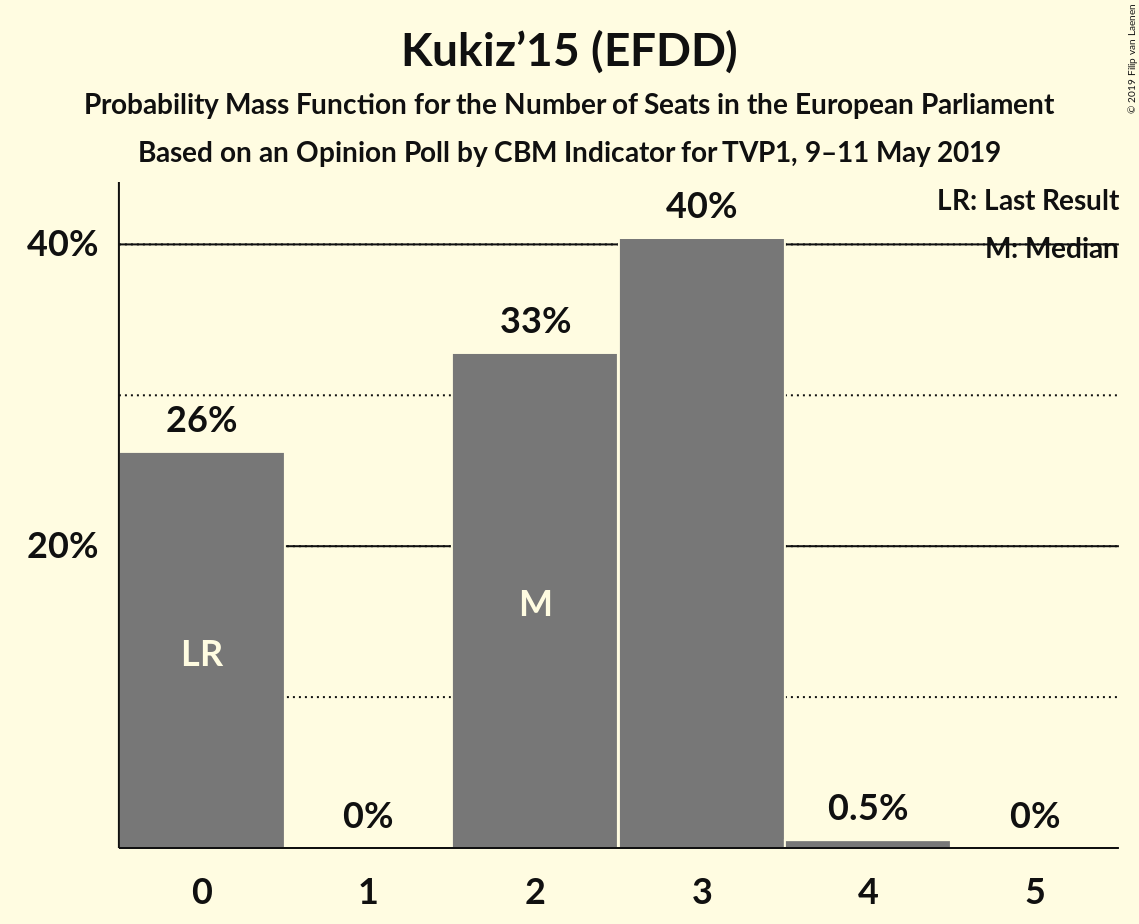 Kukiz’15 (EFDD)
Probability Mass Function for the Number of Seats in the European Parliament
Based on an Opinion Poll by CBM Indicator for TVP1, 9–11 May 2019
© 2019 Filip van Laenen
LR: Last Result
M: Median
40%
20%
26%
0%
33%
40%
0.5%
0%
LR
M
0
1
2
3
4
5